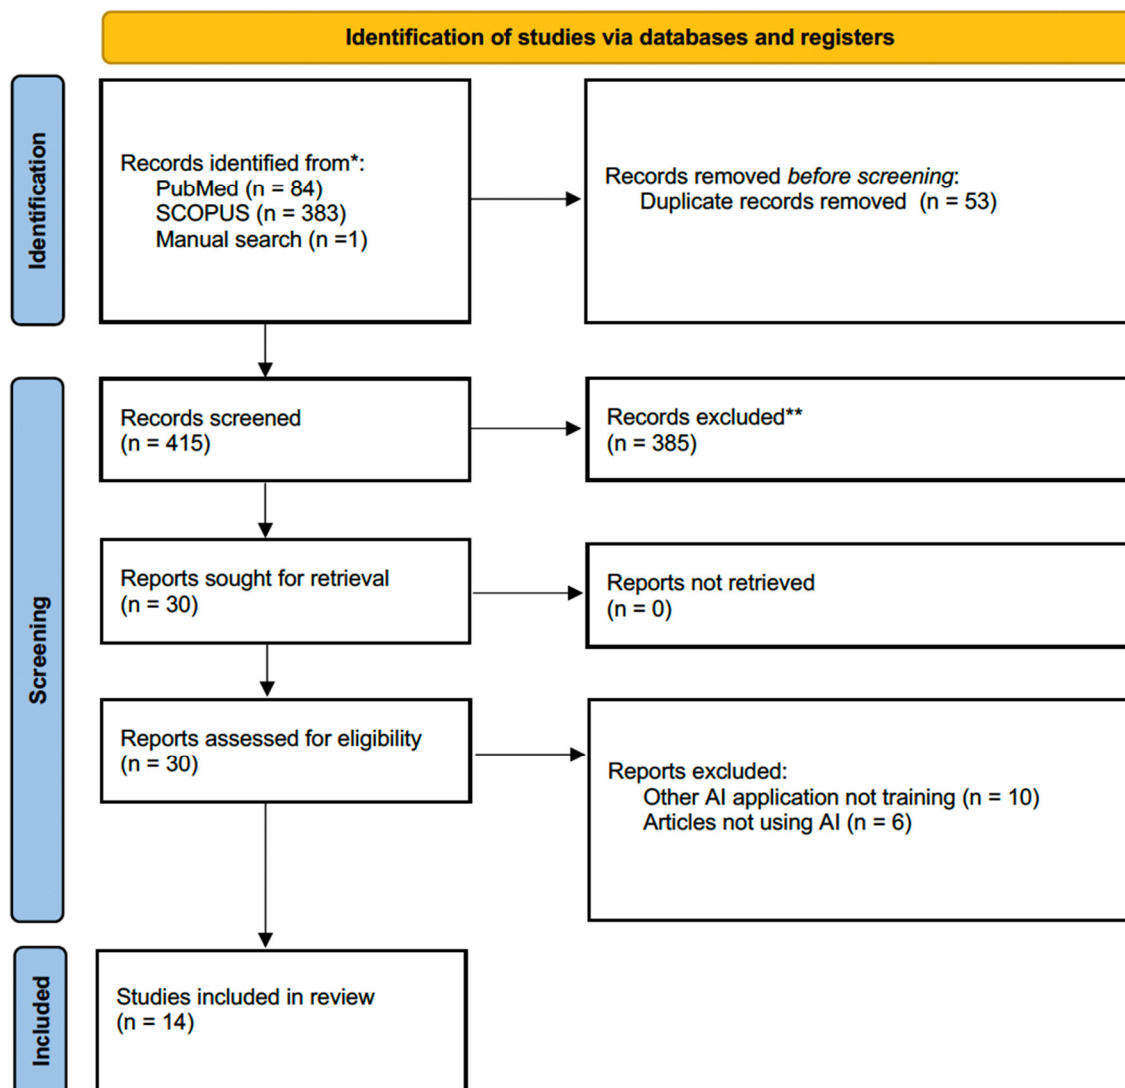 Identification of studies via databases and registers
Identification
Records identified from*:
PubMed (n = 84)
SCOPUS (n = 383)
Manual search (n =1)
Records removed before screening:
Duplicate records removed (n = 53)
Screening
Records screened
(n = 415)
Records excluded**
(n = 385)
Reports sought for retrieval
(n = 30)
Reports not retrieved
(n = 0)
Reports assessed for eligibility
(n = 30)
Reports excluded:
Other AI application not training (n = 10)
Articles not using AI (n = 6)
Included
Studies included in review
(n = 14)